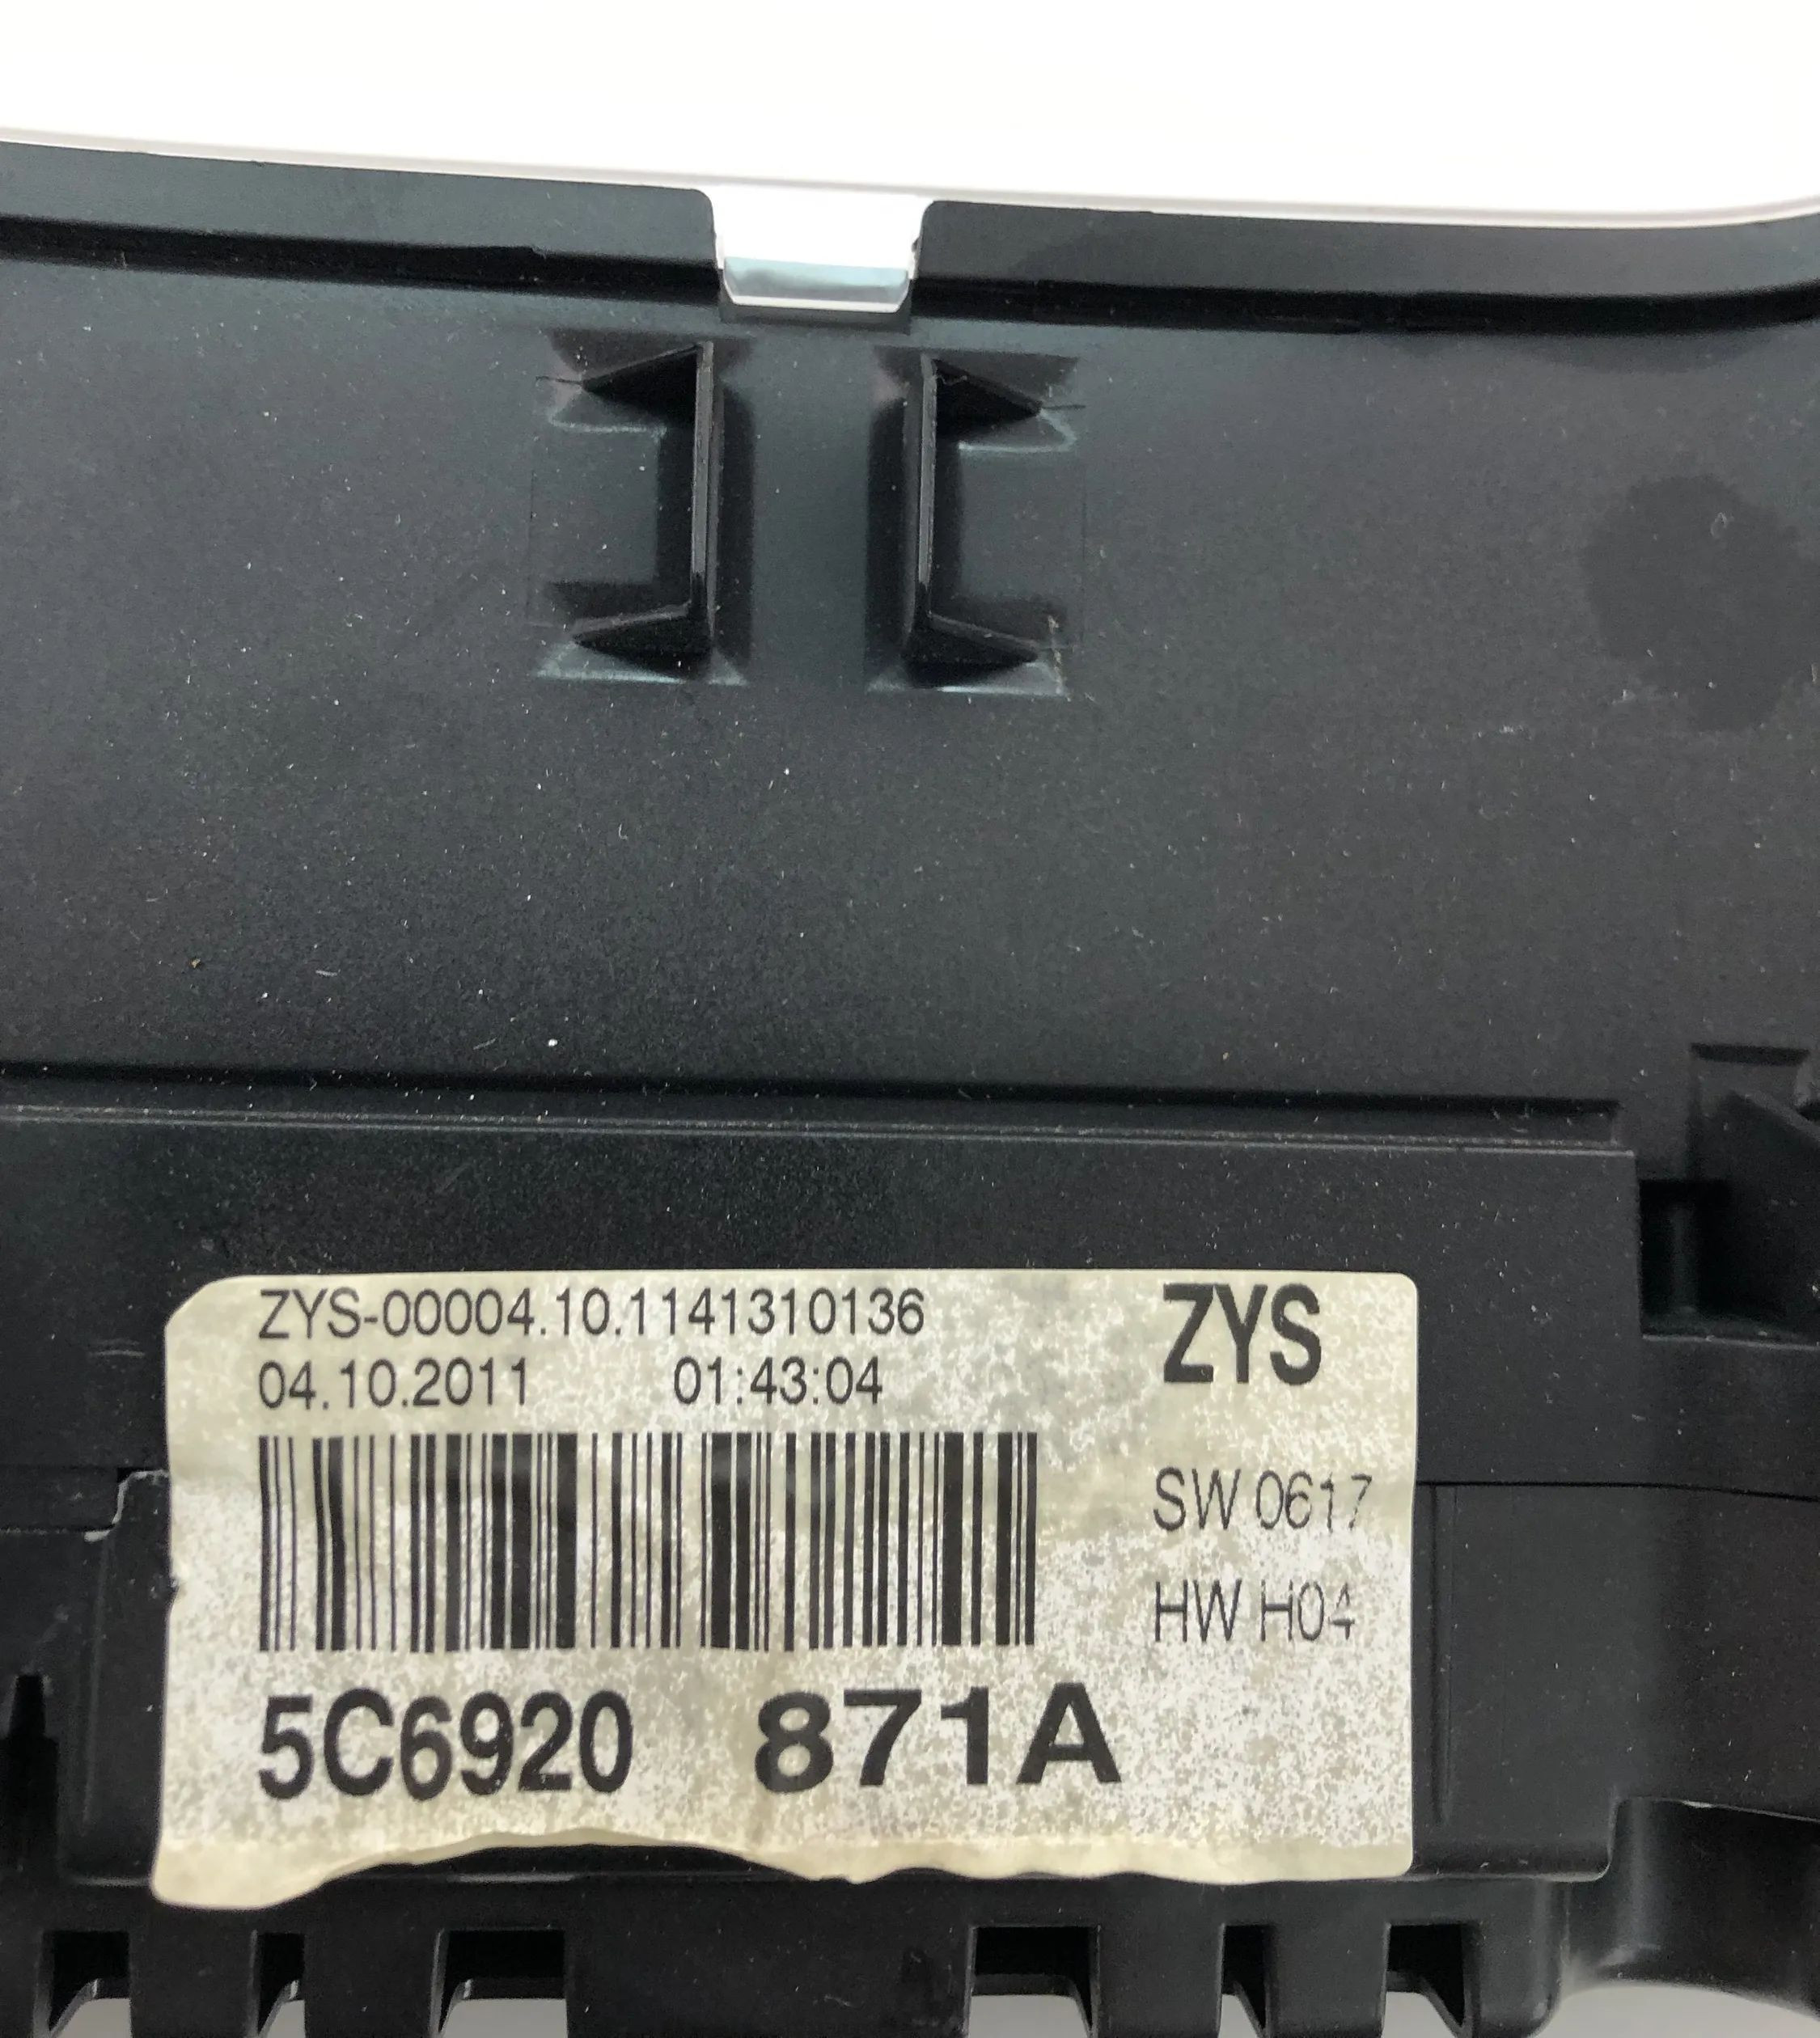 ZYS-00004.10.1141310136
ZYS
04.10.2011 01:43:04
SW 0617
HW H04
5C6920 871A